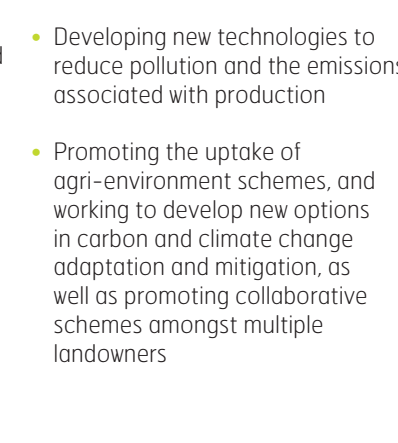 • Developing new technologies to
reduce pollution and the emissions
associated with production
• Promoting the uptake of
agri-environment schemes, and
working to develop new options
in carbon and climate change
adaptation and mitigation, as
well as promoting collaborative
schemes amongst multiple
landowners